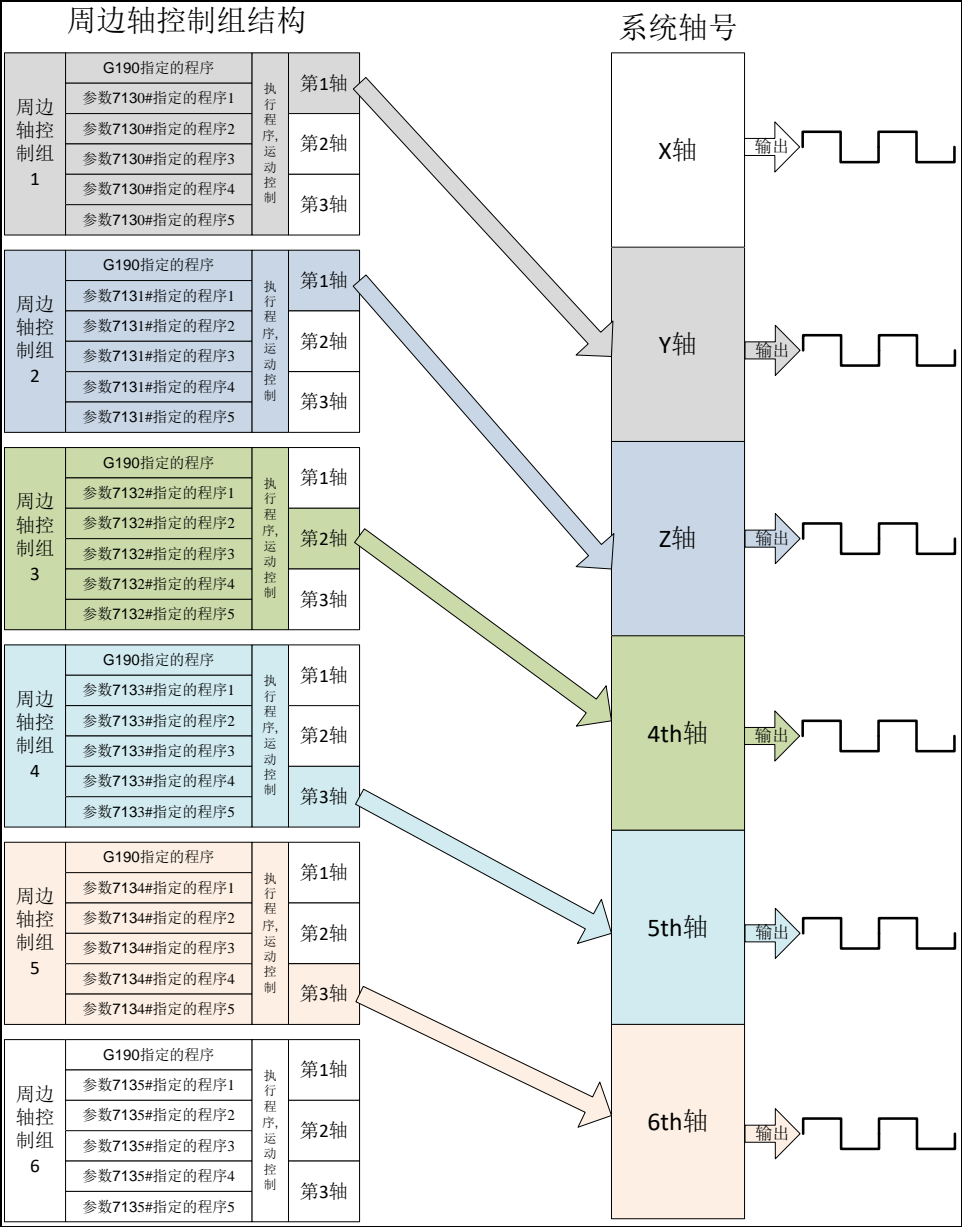 周边轴控制组结构
系统轴号
周边
轴控
制组
1
G190指定的程序
参数7130#指定的程序1
参数7130#指定的程序2
参数7130#指定的程序3
参数7130#指定的程序4
参数7130#指定的程序5
执行程序,运动控制
第1轴
第2轴
第3轴
周边
轴控
制组
2
G190指定的程序
参数7131#指定的程序1
参数7131#指定的程序2
参数7131#指定的程序3
参数7131#指定的程序4
参数7131#指定的程序5
执行程序,运动控制
第1轴
第2轴
第3轴
周边
轴控
制组
3
G190指定的程序
参数7132#指定的程序1
参数7132#指定的程序2
参数7132#指定的程序3
参数7132#指定的程序4
参数7132#指定的程序5
执行程序,运动控制
第1轴
第2轴
第3轴
周边
轴控
制组
4
G190指定的程序
参数7133#指定的程序1
参数7133#指定的程序2
参数7133#指定的程序3
参数7133#指定的程序4
参数7133#指定的程序5
执行程序,运动控制
第1轴
第2轴
第3轴
周边
轴控
制组
5
G190指定的程序
参数7134#指定的程序1
参数7134#指定的程序2
参数7134#指定的程序3
参数7134#指定的程序4
参数7134#指定的程序5
执行程序,运动控制
第1轴
第2轴
第3轴
周边
轴控
制组
6
G190指定的程序
参数7135#指定的程序1
参数7135#指定的程序2
参数7135#指定的程序3
参数7135#指定的程序4
参数7135#指定的程序5
执行程序,运动控制
第1轴
第2轴
第3轴
X轴
输出
Y轴
输出
Z轴
输出
4th轴
输出
5th轴
输出
6th轴
输出